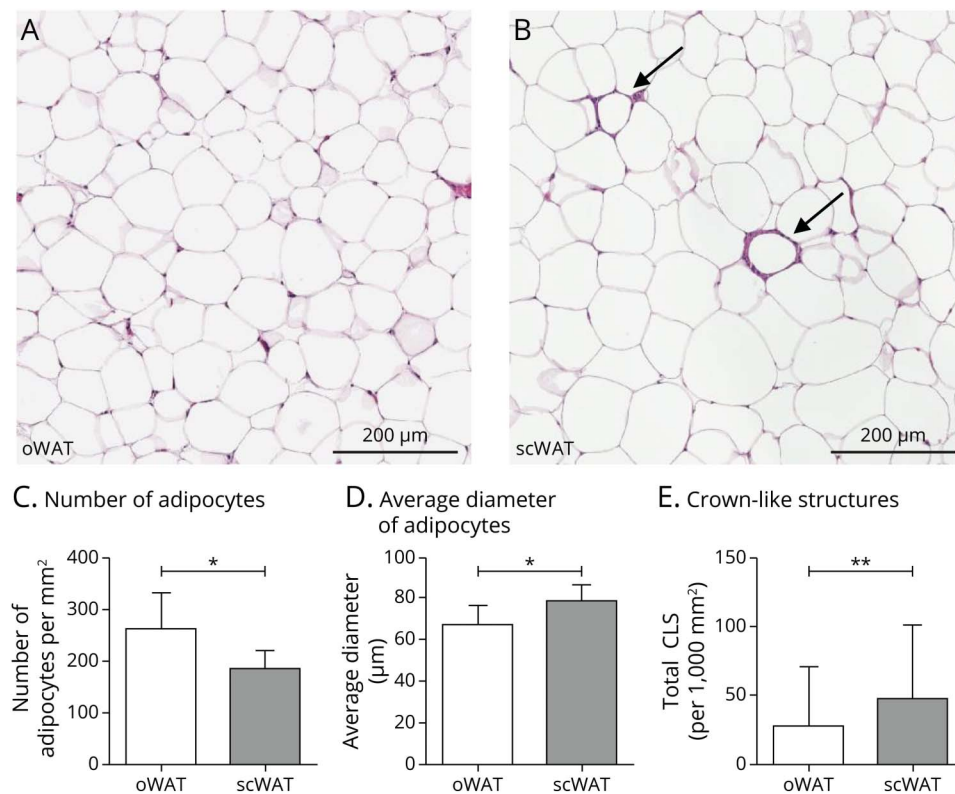 A
B
oWAT
200 µm
scWAT
200 µm
C. Number of adipocytes
D. Average diameter
of adipocytes
E. Crown-like structures
Number of
adipocytes per mm²
400
300
200
100
0
*
oWAT
scWAT
Average diameter
(µm)
100
80
60
40
20
0
*
oWAT
scWAT
Total CLS
(per 1,000 mm²)
150
100
50
0
**
oWAT
scWAT